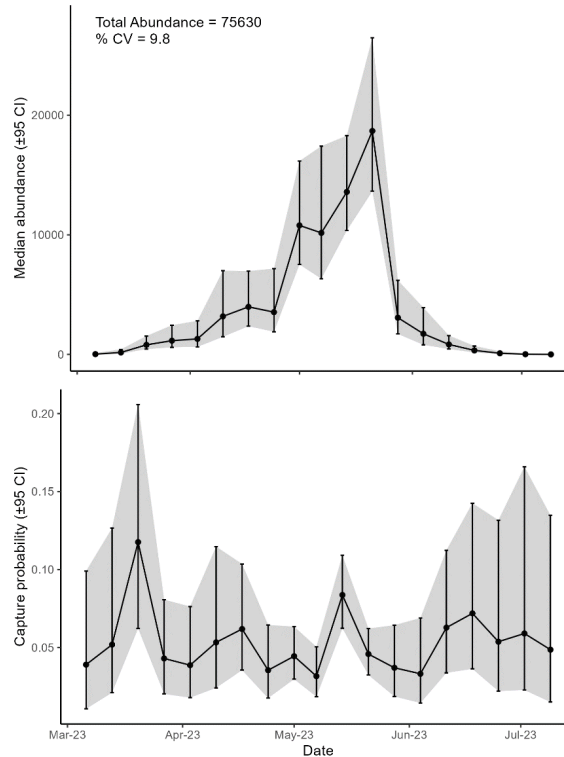 Total Abundance = 75630
% CV = 9.8
Median abundance (±95 CI)
20000
10000
0
Capture probability (±95 CI)
0.20
0.15
0.10
0.05
Mar-23 Apr-23 May-23 Jun-23 Jul-23
Date